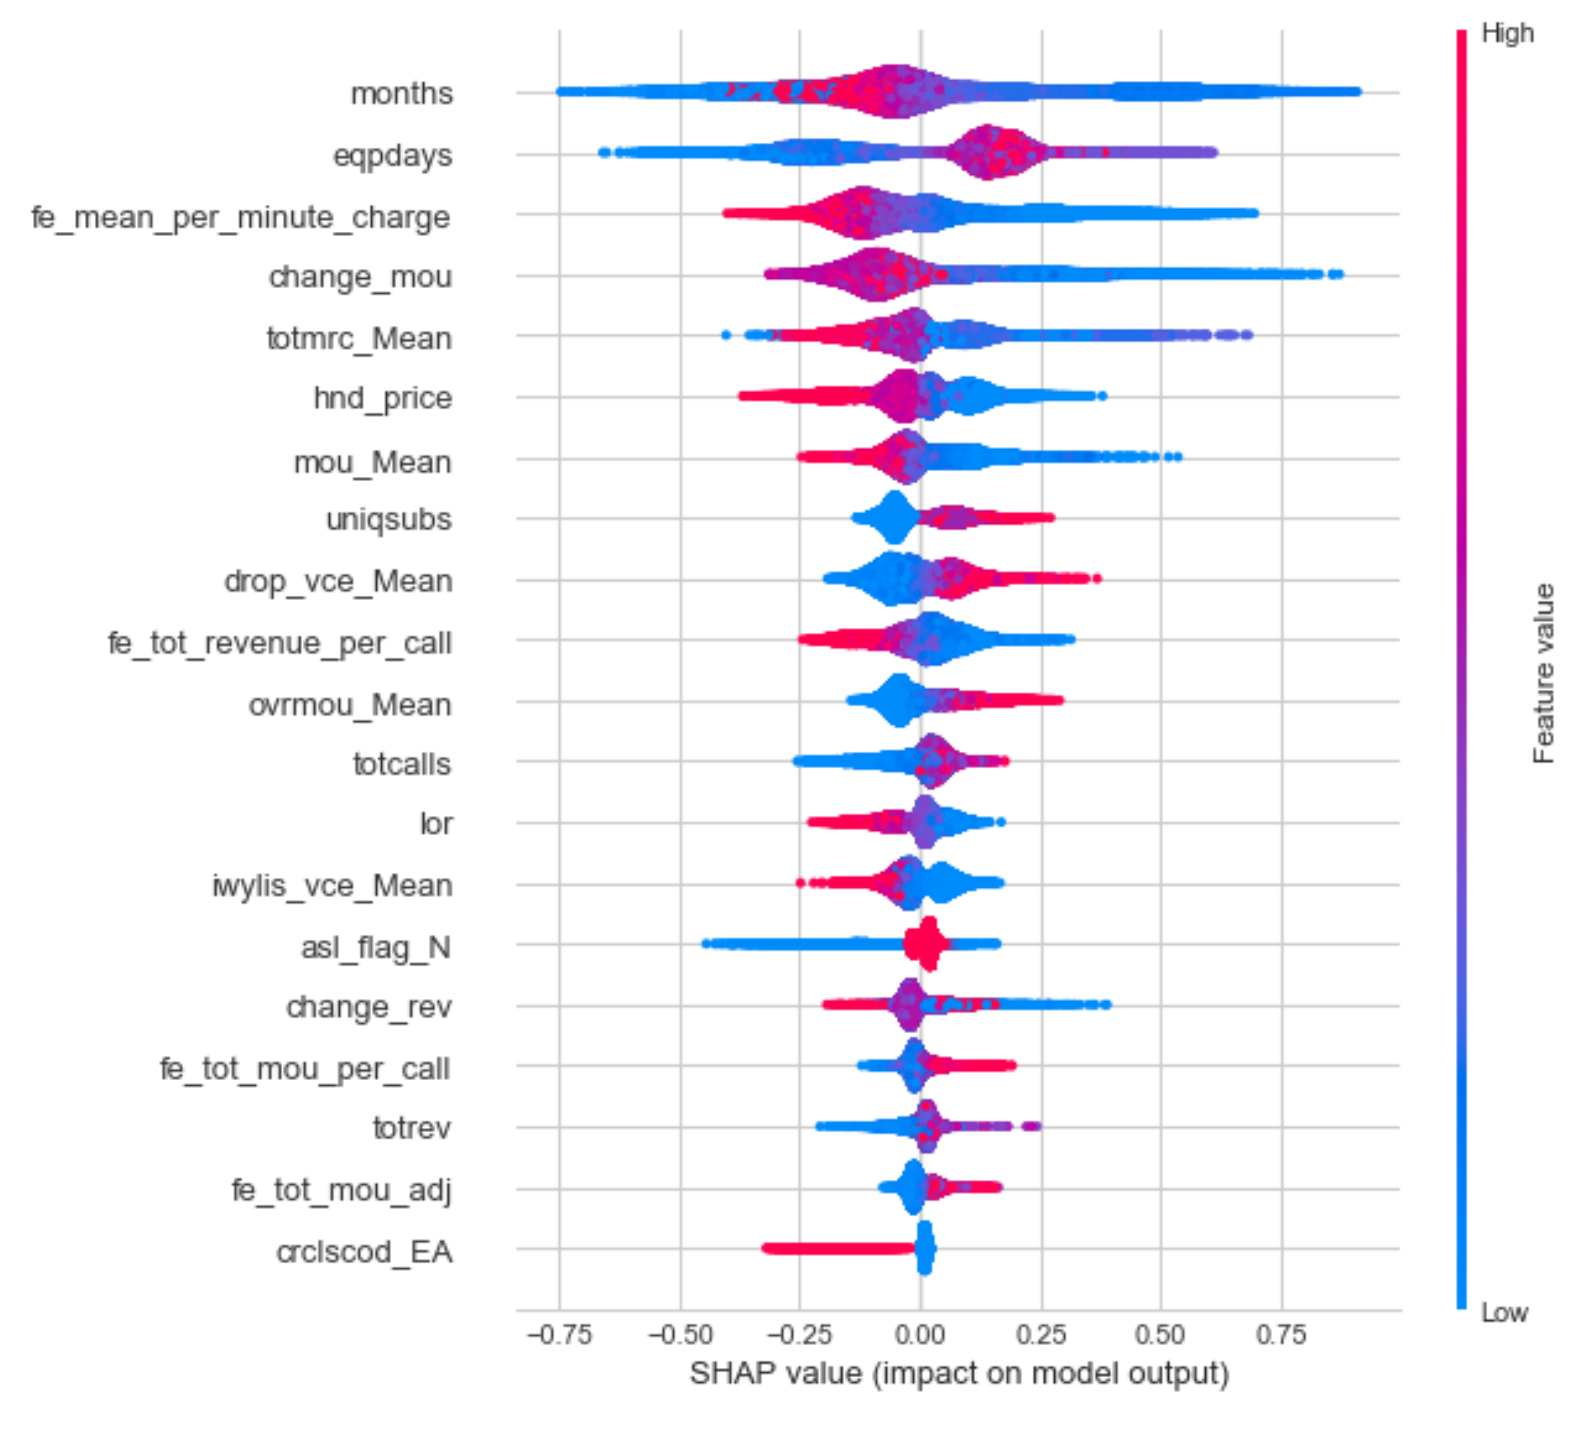 High
months
eqpdays
fe_mean_per_minute_charge
change_mou
totmrc_Mean
hnd_price
mou_Mean
uniqsubs
drop_vce_Mean
fe_tot_revenue_per_call
ovrmou_Mean
totcalls
lor
iwylis_vce_Mean
asl_flag_N
change_rev
fe_tot_mou_per_call
totrev
fe_tot_mou_adj
crclscod_EA
Feature value
Low
−0.75 −0.50 −0.25 0.00 0.25 0.50 0.75
SHAP value (impact on model output)